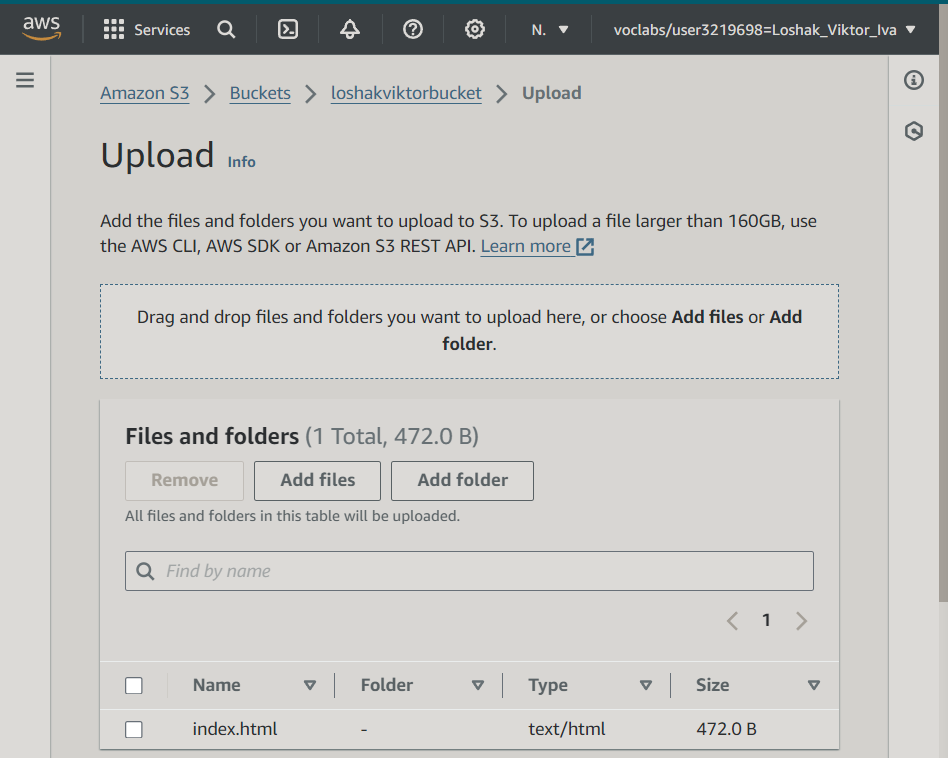 aws Services N. voclabs/user3219698=Loshak_Viktor_Iva
Amazon S3 Buckets loshakviktorbucket Upload
Upload Info
Add the files and folders you want to upload to S3. To upload a file larger than 160GB, use
the AWS CLI, AWS SDK or Amazon S3 REST API. Learn more
Drag and drop files and folders you want to upload here, or choose Add files or Add
folder.
Files and folders (1 Total, 472.0 B)
Remove Add files Add folder
All files and folders in this table will be uploaded.
Find by name
1
Name Folder Type Size
index.html - text/html 472.0 B